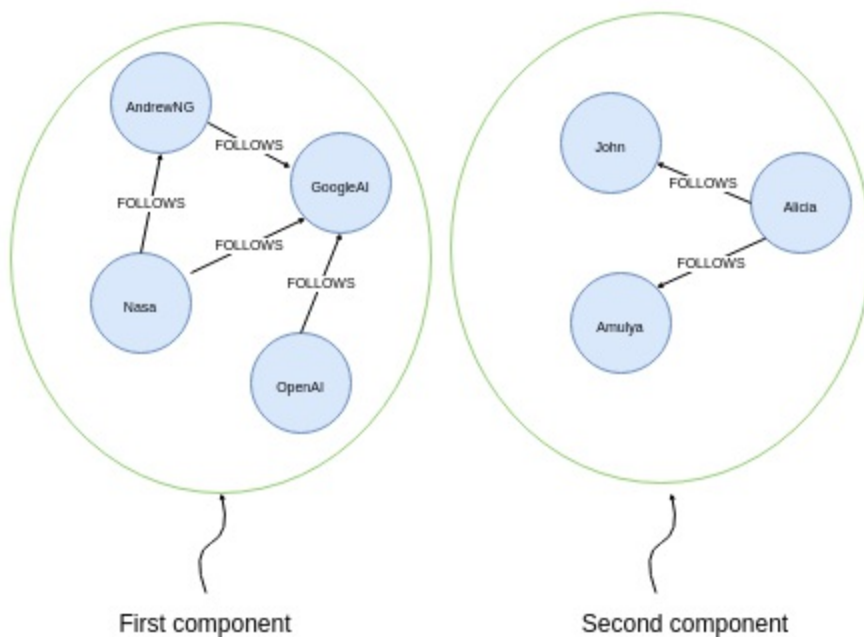 AndrewNG
FOLLOWS
GoogleAI
FOLLOWS
FOLLOWS
Nasa
FOLLOWS
OpenAI
John
FOLLOWS
Alicia
FOLLOWS
Amulya
First component
Second component